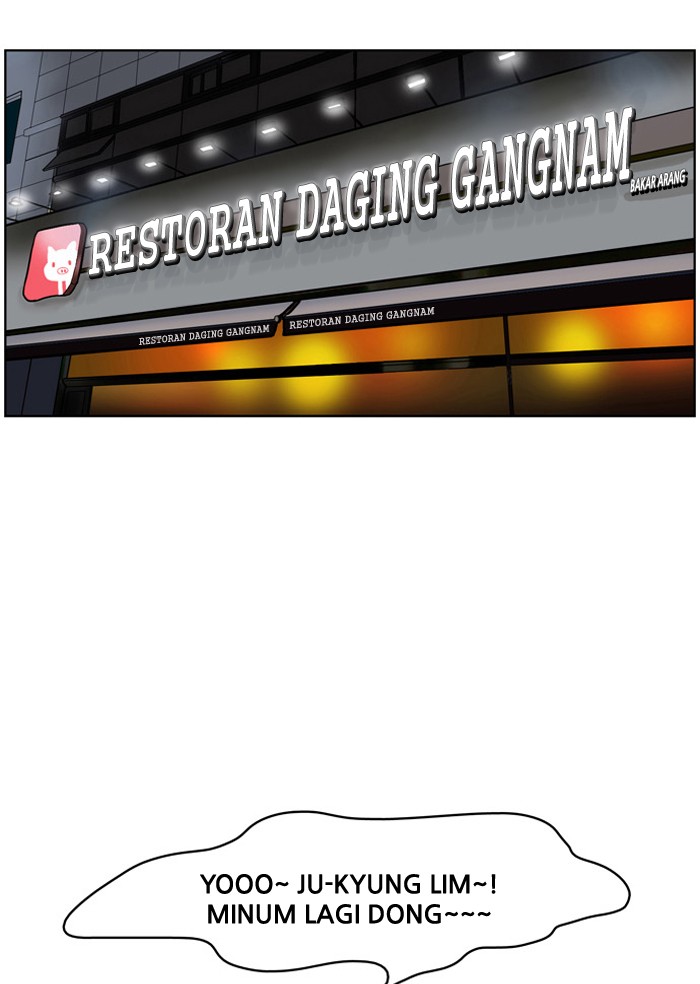 RESTORAN DAGING GANGNAM
BAKAR ARANG
RESTORAN DAGING GANGNAM
RESTORAN DAGING GANGNAM
YOOO~ JU-KYUNG LIM~!
MINUM LAGI DONG~~~